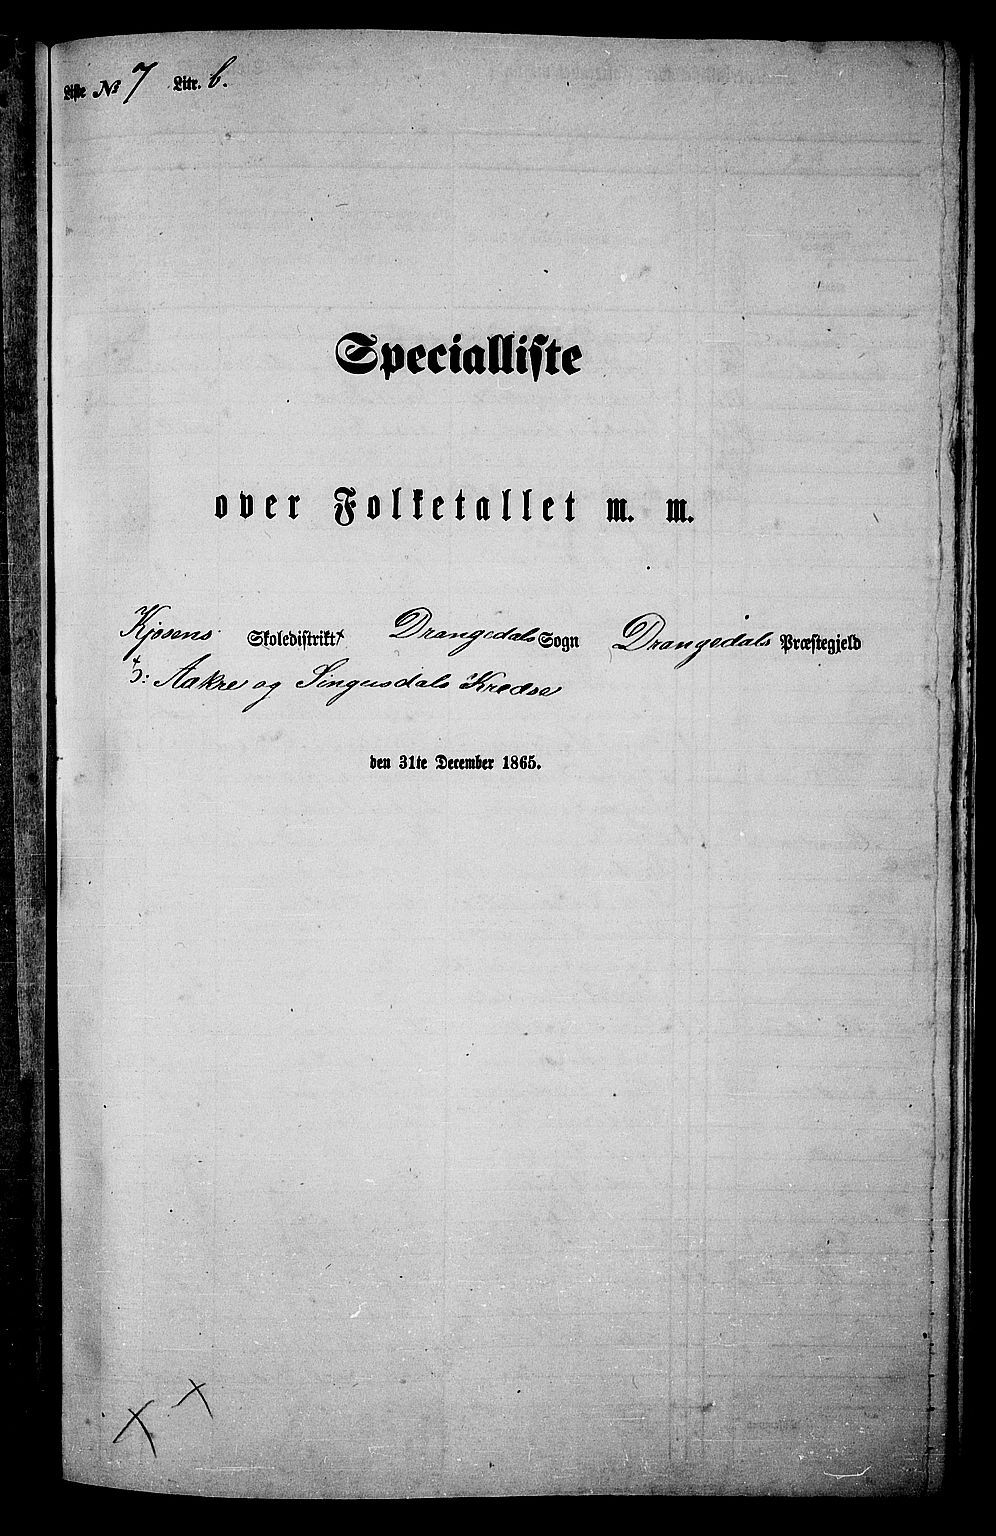 Liste № 7 Litr. b.
Specialliste
over Folketallet m. m.
Kjosens Skoledistrikt+ Drangedals Sogn Drangedals Præstegjeld
+ ɔ: Aakre og Singusdals Kredse
den 31te December 1865.